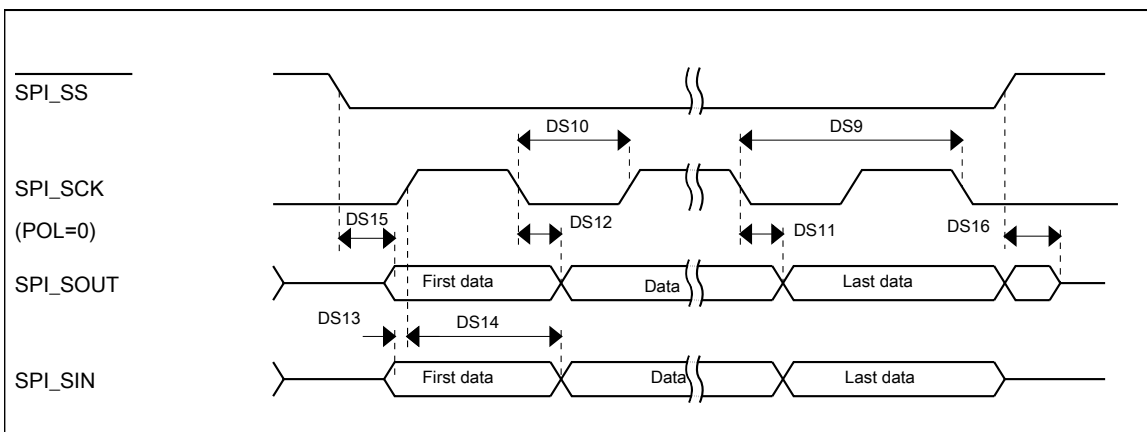 SPI_SS
DS10
DS9
SPI_SCK
(POL=0)
DS15
DS12
DS11
DS16
SPI_SOUT
First data
Data
Last data
DS13
DS14
SPI_SIN
First data
Data
Last data